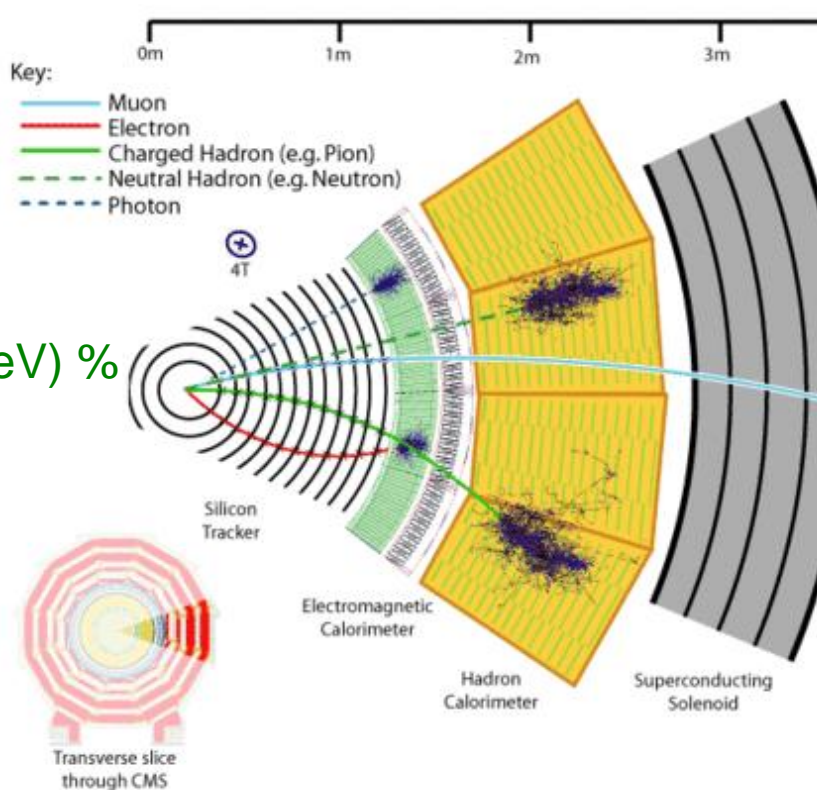 0m 1m 2m 3m
Key:
Muon
Electron
Charged Hadron (e.g. Pion)
Neutral Hadron (e.g. Neutron)
Photon
4T
eV) %
Silicon
Tracker
Electromagnetic
Calorimeter
Hadron
Calorimeter
Superconducting
Solenoid
Transverse slice
through CMS